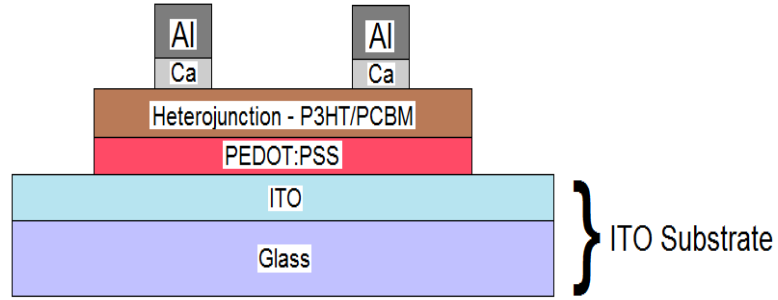 Al
Al
Ca
Ca
Heterojunction - P3HT/PCBM
PEDOT:PSS
ITO
ITO Substrate
Glass